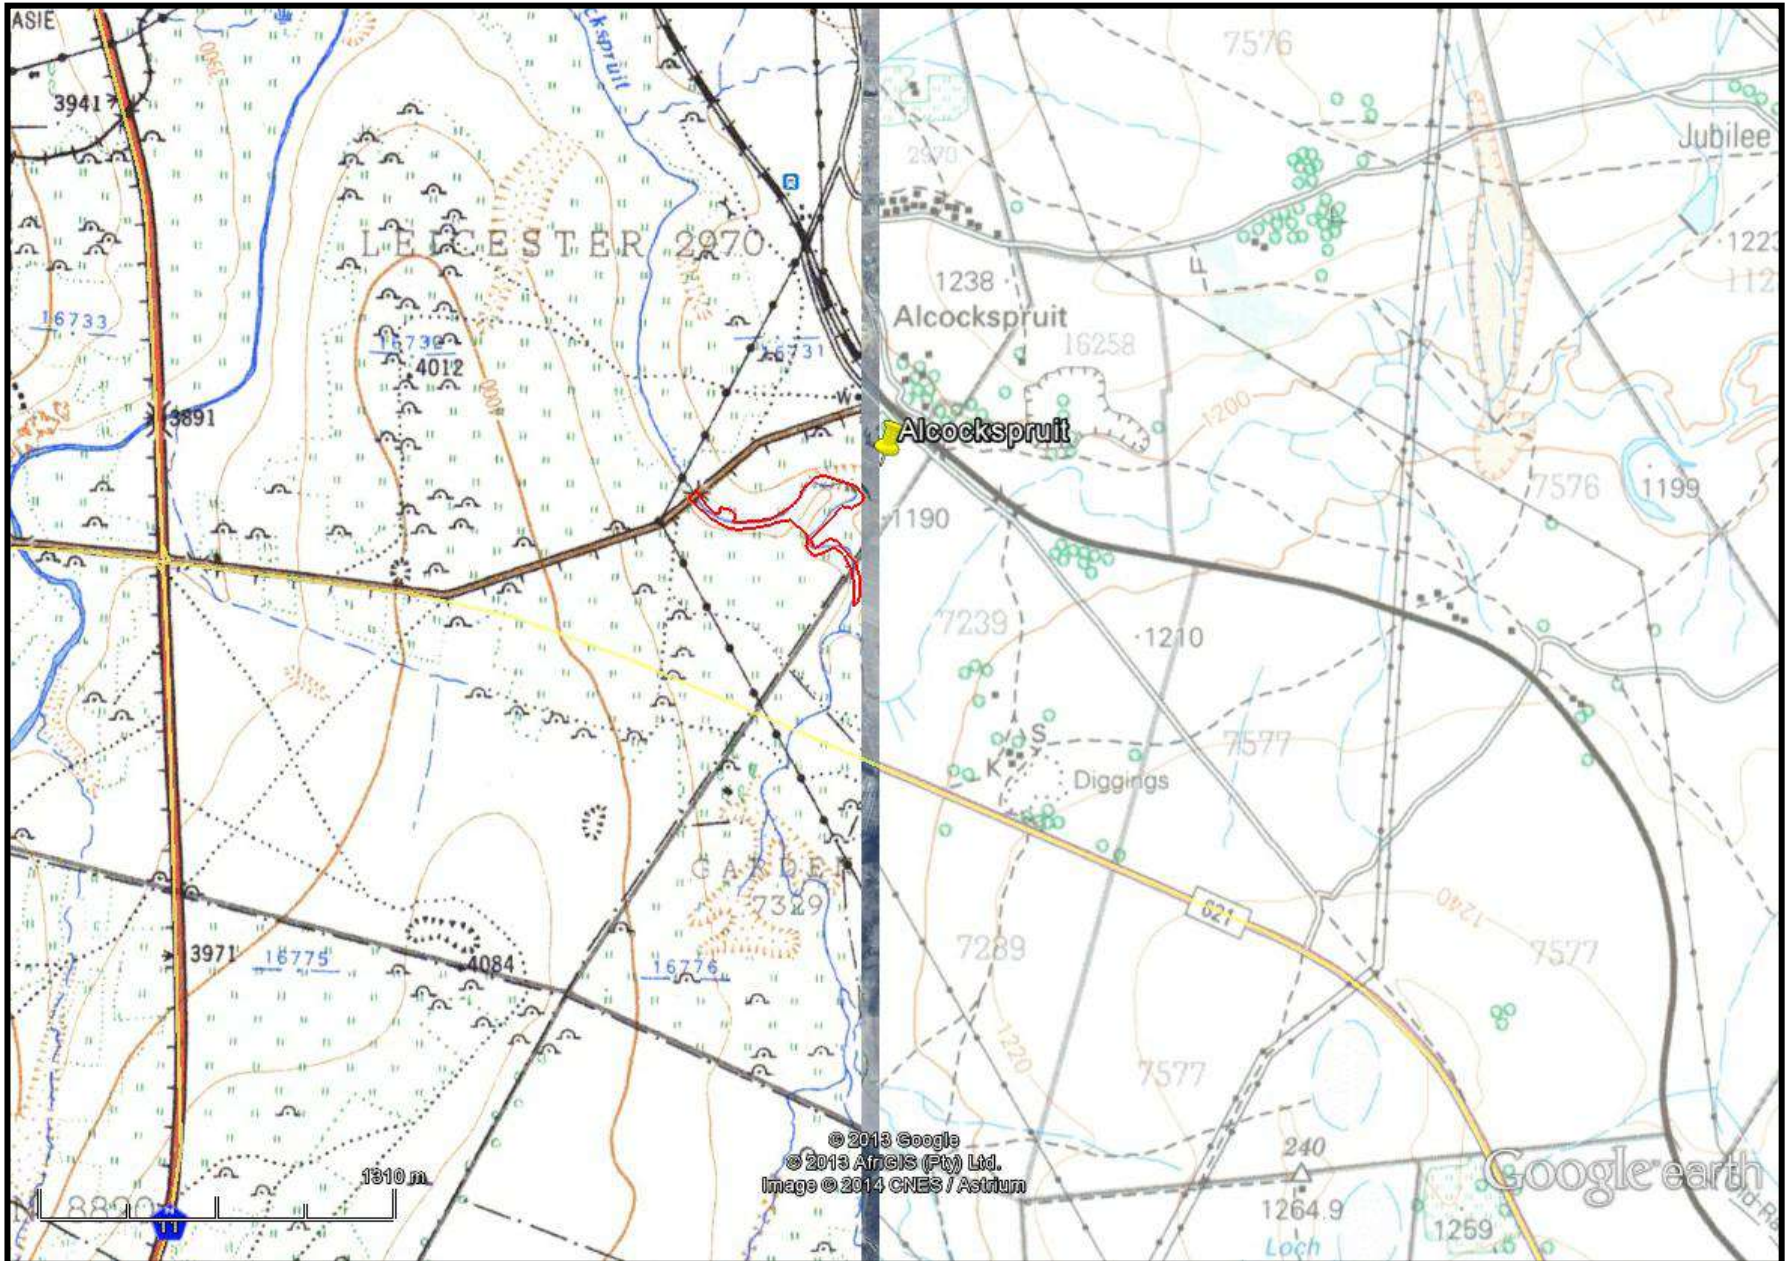 ASIE
3900
ckspruit
7576
3941
Jubilee
2970
LEICESTER 2970
1223
1238
112
16733
Alcockspruit
16731
16258
4012
4000
1200
W
3891
Alcockspruit
7576
1199
1190
7239
1210
S
7577
K
Diggings
GARDEN
7329
621
1240
3971
16775
4084
16776
7289
7577
1220
7577
© 2013 Google
© 2013 AfriGIS (Pty) Ltd.
Image © 2014 CNES / Astrium
240
1310 m
Google earth
1264.9
1259
11
Loch